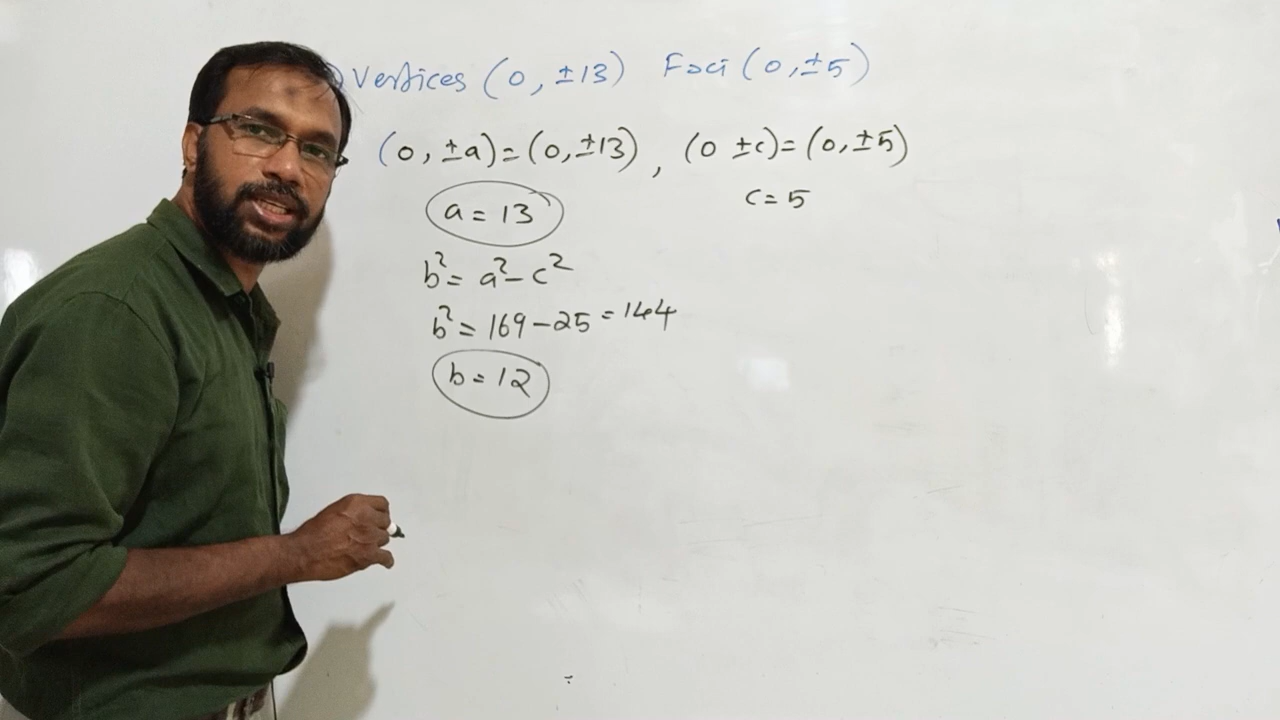 Vertices (0, ±13) Foci (0, ±5)
(0, ±a) = (0, ±13), (0 ±c) = (0, ±5)
a = 13 c = 5
b² = a² - c²
b² = 169 - 25 = 144
b = 12